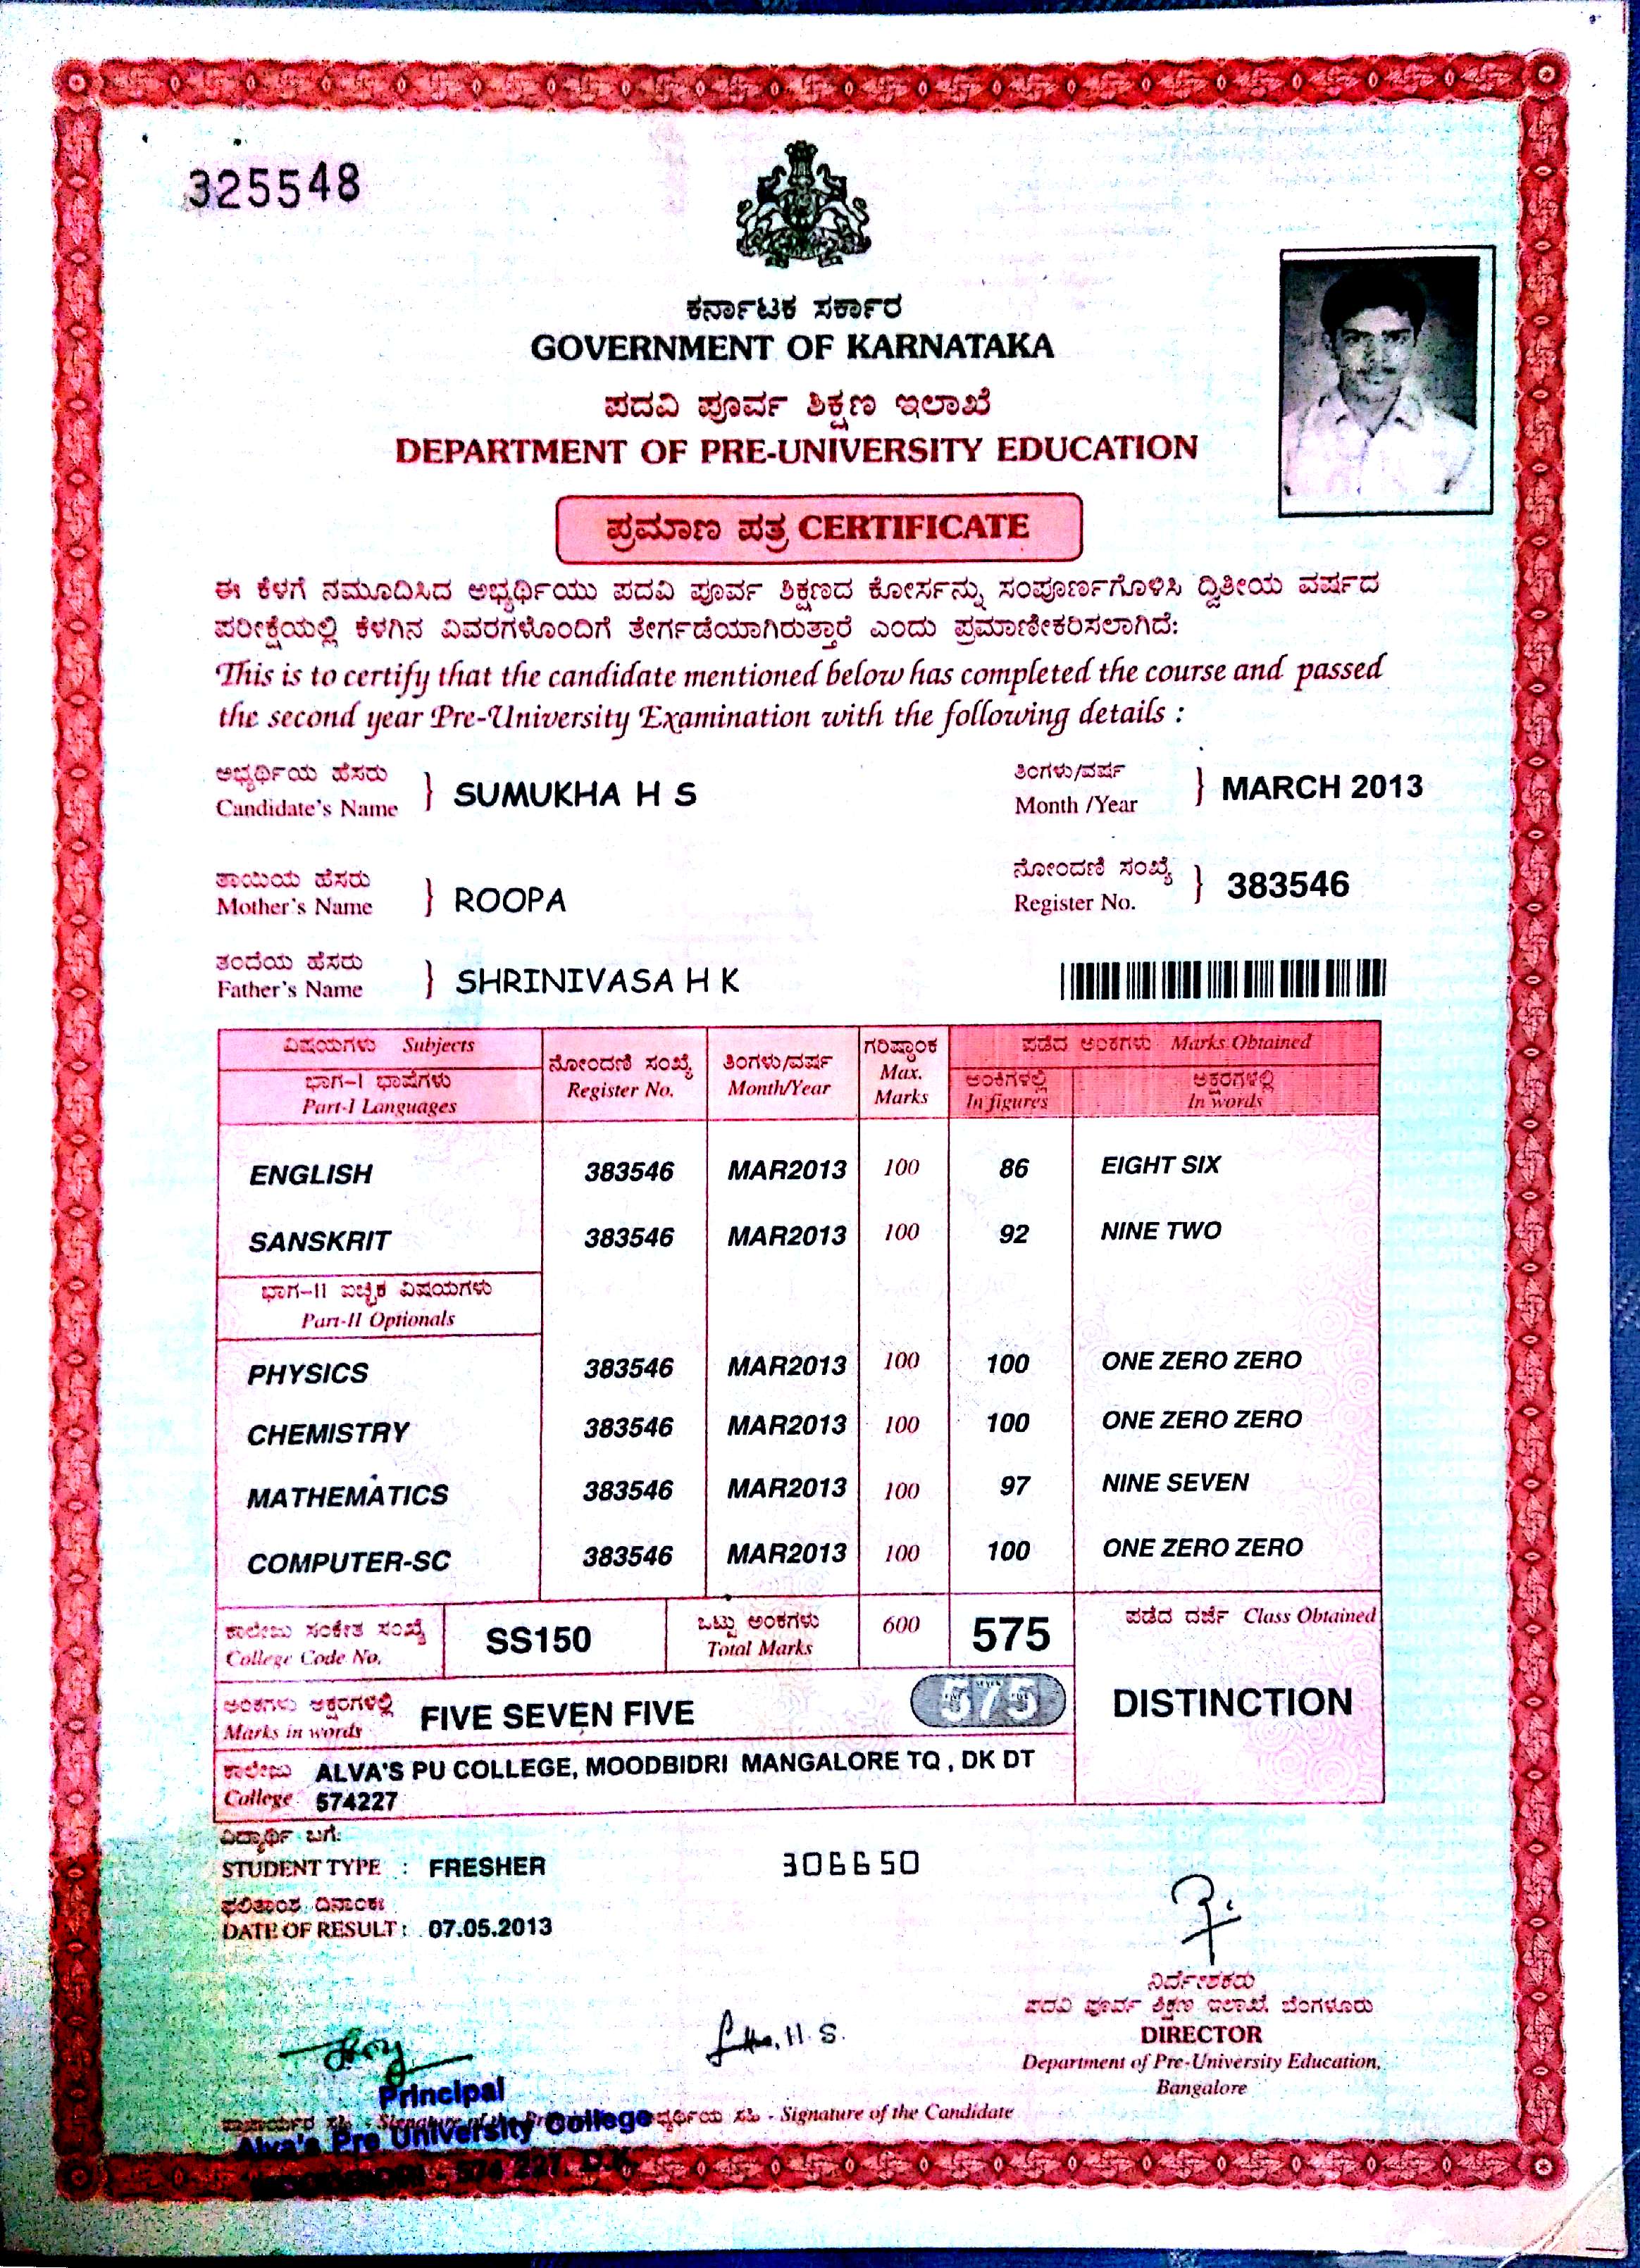 325548
ಕರ್ನಾಟಕ ಸರ್ಕಾರ
GOVERNMENT OF KARNATAKA
ಪದವಿ ಪೂರ್ವ ಶಿಕ್ಷಣ ಇಲಾಖೆ
DEPARTMENT OF PRE-UNIVERSITY EDUCATION
ಪ್ರಮಾಣ ಪತ್ರ CERTIFICATE
ಈ ಕೆಳಗೆ ನಮೂದಿಸಿದ ಅಭ್ಯರ್ಥಿಯು ಪದವಿ ಪೂರ್ವ ಶಿಕ್ಷಣದ ಕೋರ್ಸನ್ನು ಸಂಪೂರ್ಣಗೊಳಿಸಿ ದ್ವಿತೀಯ ವರ್ಷದ
ಪರೀಕ್ಷೆಯಲ್ಲಿ ಕೆಳಗಿನ ವಿವರಗಳೊಂದಿಗೆ ತೇರ್ಗಡೆಯಾಗಿರುತ್ತಾರೆ ಎಂದು ಪ್ರಮಾಣೀಕರಿಸಲಾಗಿದೆ:
This is to certify that the candidate mentioned below has completed the course and passed
the second year Pre-University Examination with the following details :
ಅಭ್ಯರ್ಥಿಯ ಹೆಸರು
Candidate's Name } SUMUKHA H S
ತಿಂಗಳು/ವರ್ಷ
Month /Year } MARCH 2013
ತಾಯಿಯ ಹೆಸರು
Mother's Name } ROOPA
ನೋಂದಣಿ ಸಂಖ್ಯೆ
Register No. } 383546
ತಂದೆಯ ಹೆಸರು
Father's Name } SHRINIVASA H K
ವಿಷಯಗಳು Subjects
ಭಾಗ-I ಭಾಷೆಗಳು
Part-I Languages
ನೋಂದಣಿ ಸಂಖ್ಯೆ
Register No.
ತಿಂಗಳು/ವರ್ಷ
Month/Year
ಗರಿಷ್ಠಾಂಕ
Max.
Marks
ಪಡೆದ ಅಂಕಗಳು Marks Obtained
ಅಂಕಿಗಳಲ್ಲಿ
In figures
ಅಕ್ಷರಗಳಲ್ಲಿ
In words
ENGLISH 383546 MAR2013 100 86 EIGHT SIX
SANSKRIT 383546 MAR2013 100 92 NINE TWO
ಭಾಗ-II ಐಚ್ಛಿಕ ವಿಷಯಗಳು
Part-II Optionals
PHYSICS 383546 MAR2013 100 100 ONE ZERO ZERO
CHEMISTRY 383546 MAR2013 100 100 ONE ZERO ZERO
MATHEMATICS 383546 MAR2013 100 97 NINE SEVEN
COMPUTER-SC 383546 MAR2013 100 100 ONE ZERO ZERO
ಕಾಲೇಜು ಸಂಕೇತ ಸಂಖ್ಯೆ
College Code No. SS150
ಒಟ್ಟು ಅಂಕಗಳು
Total Marks 600 575
ಪಡೆದ ದರ್ಜೆ Class Obtained
DISTINCTION
ಅಂಕಗಳು ಅಕ್ಷರಗಳಲ್ಲಿ
Marks in words FIVE SEVEN FIVE 575
ಕಾಲೇಜು ALVA'S PU COLLEGE, MOODBIDRI MANGALORE TQ , DK DT
College 574227
ವಿದ್ಯಾರ್ಥಿ ಬಗೆ:
STUDENT TYPE : FRESHER
306650
ಫಲಿತಾಂಶ ದಿನಾಂಕ:
DATE OF RESULT : 07.05.2013
ನಿರ್ದೇಶಕರು
ಪದವಿ ಪೂರ್ವ ಶಿಕ್ಷಣ ಇಲಾಖೆ, ಬೆಂಗಳೂರು
DIRECTOR
Department of Pre-University Education,
Bangalore
H.S.
Principal
Alva's Pre University College
574 227, D.K.
ಸಹಿ - Signature of the Candidate